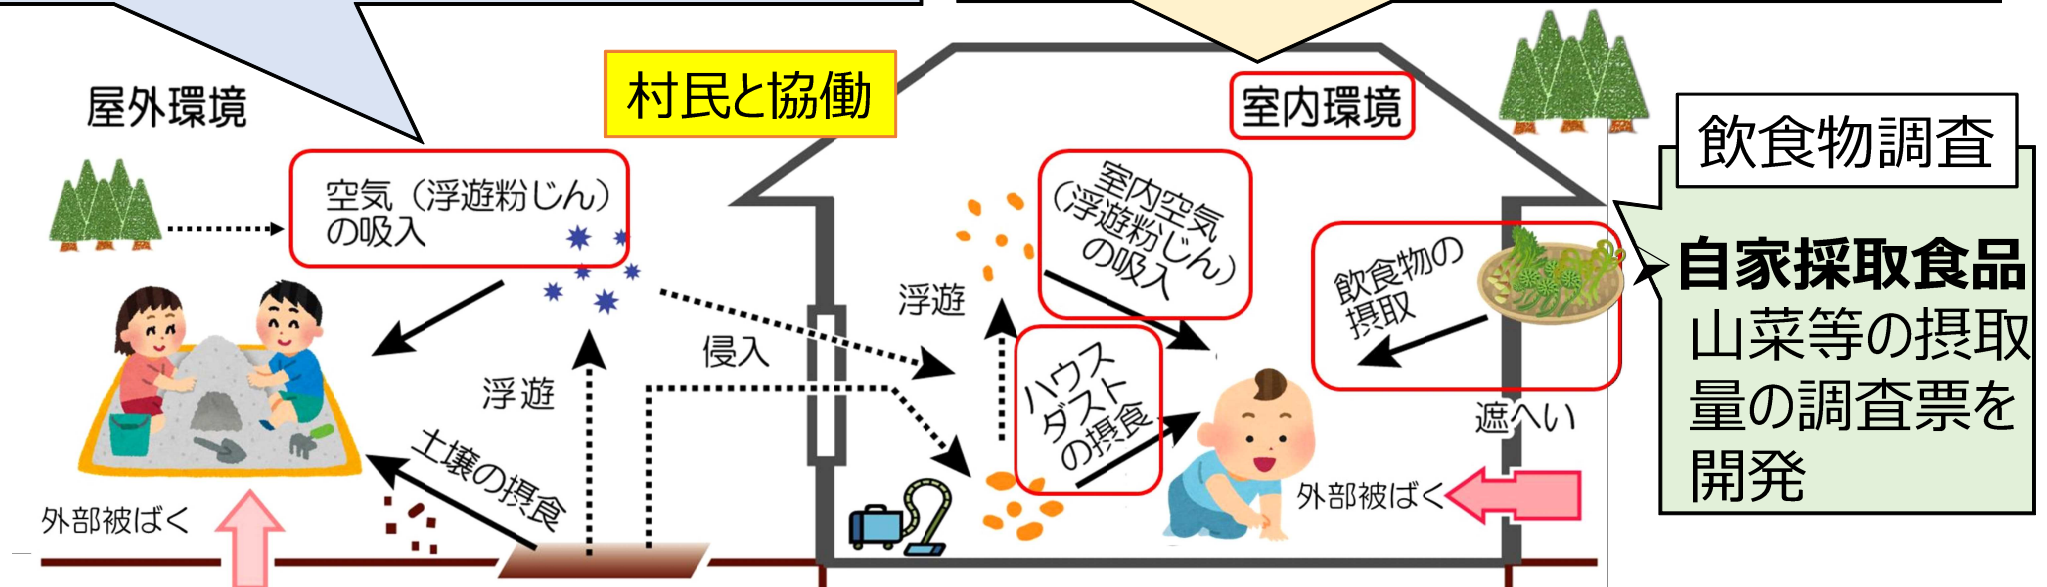 屋外環境
村民と協働
室内環境
空気（浮遊粉じん）
の吸入
浮遊
土壌の摂食
外部被ばく
侵入
浮遊
室内空気
（浮遊粉じん）
の吸入
ハウス
ダスト
の摂食
飲食物の
摂取
遮へい
外部被ばく
飲食物調査
➤自家採取食品
山菜等の摂取
量の調査票を
開発